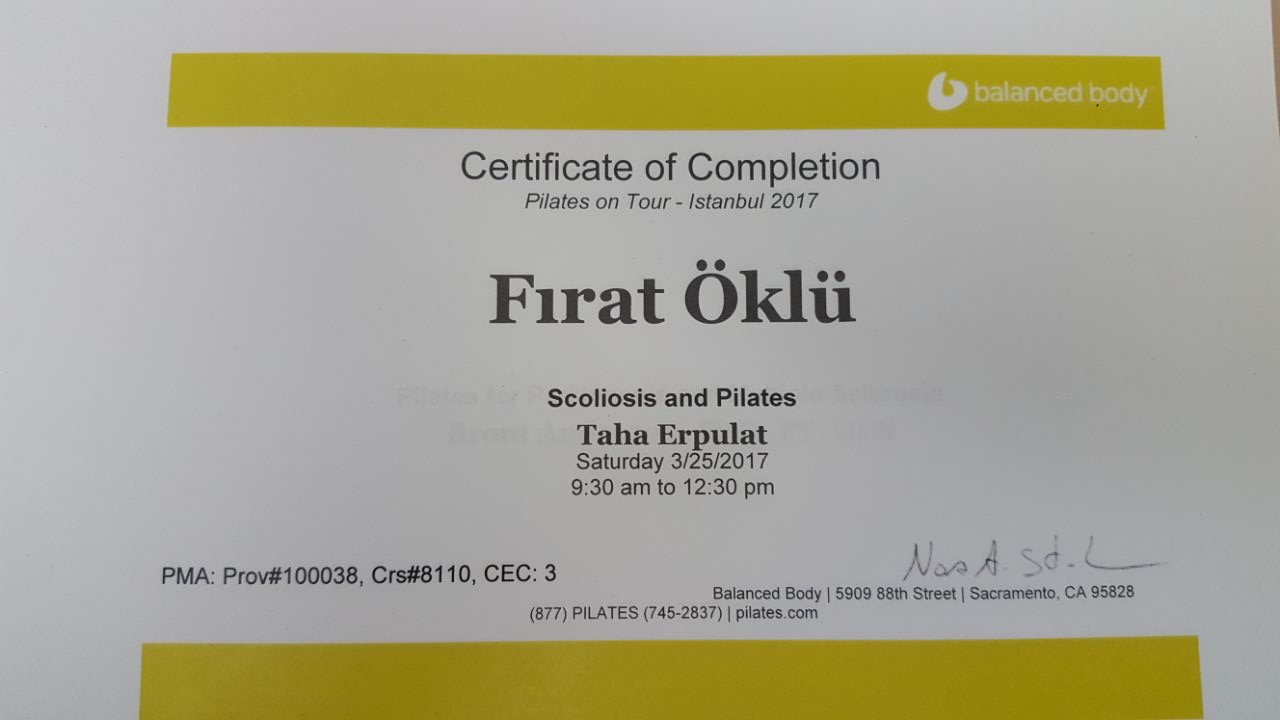 balanced body
Certificate of Completion
Pilates on Tour - Istanbul 2017
Fırat Öklü
Scoliosis and Pilates
Taha Erpulat
Saturday 3/25/2017
9:30 am to 12:30 pm
PMA: Prov#100038, Crs#8110, CEC: 3
Balanced Body | 5909 88th Street | Sacramento, CA 95828
(877) PILATES (745-2837) | pilates.com